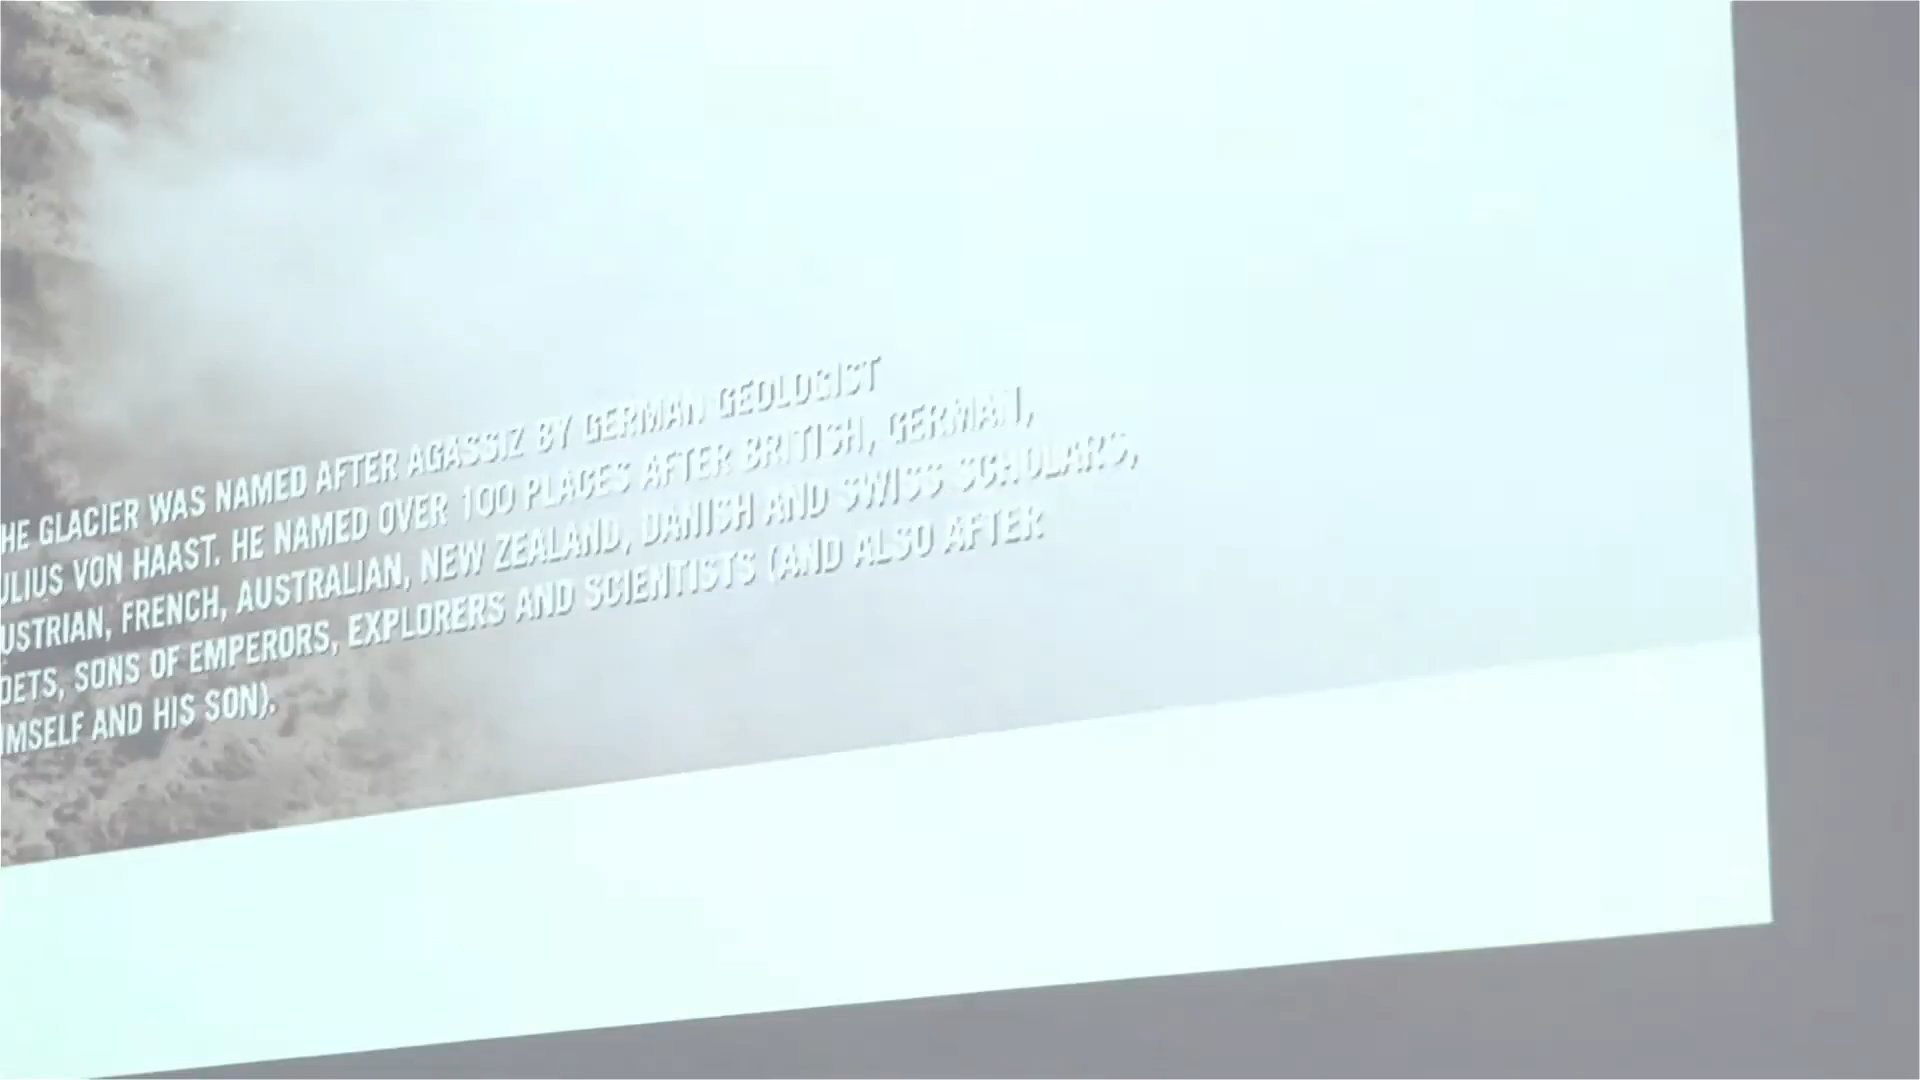 HE GLACIER WAS NAMED AFTER AGASSIZ BY GERMAN GEOLOGIST
ULIUS VON HAAST. HE NAMED OVER 100 PLACES AFTER BRITISH, GERMAN,
USTRIAN, FRENCH, AUSTRALIAN, NEW ZEALAND, DANISH AND SWISS SCHOLARS,
OETS, SONS OF EMPERORS, EXPLORERS AND SCIENTISTS (AND ALSO AFTER
IMSELF AND HIS SON).